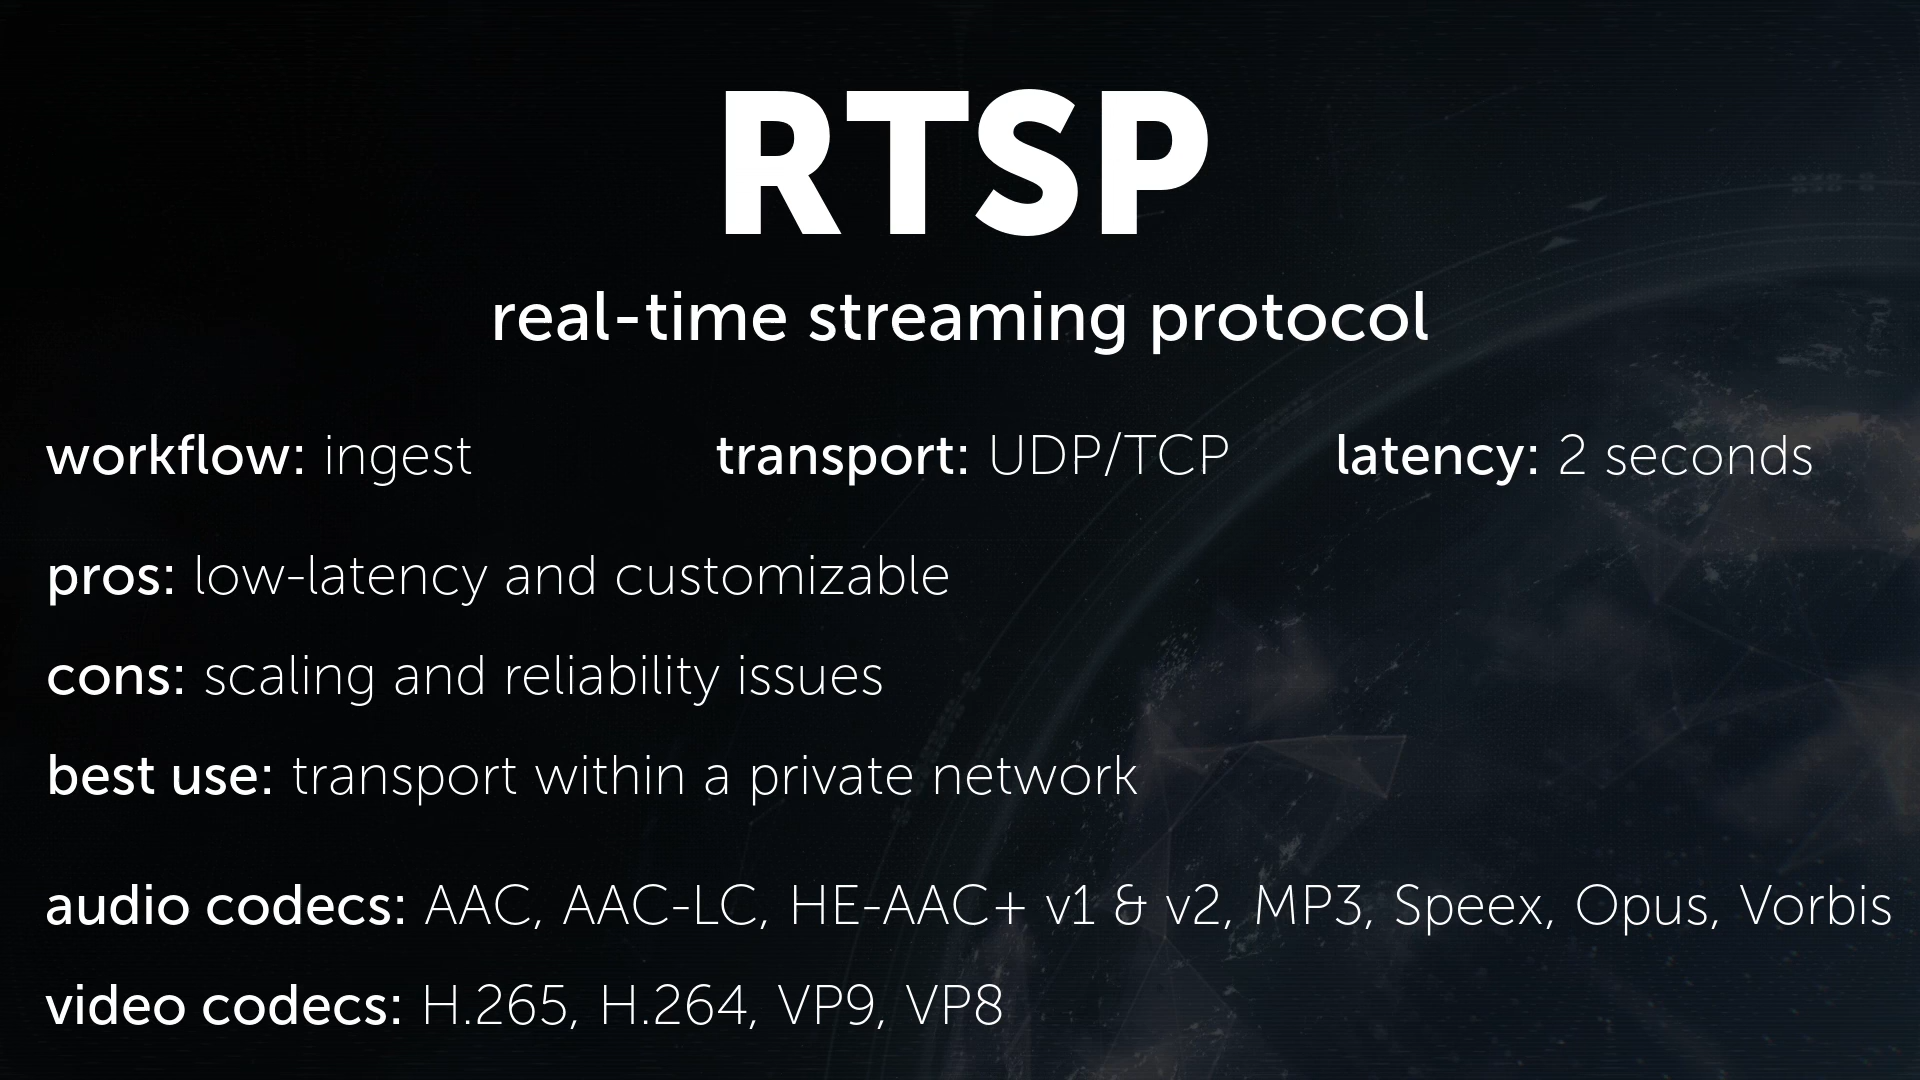 RTSP
real-time streaming protocol
workflow: ingest transport: UDP/TCP latency: 2 seconds
pros: low-latency and customizable
cons: scaling and reliability issues
best use: transport within a private network
audio codecs: AAC, AAC-LC, HE-AAC+ v1 & v2, MP3, Speex, Opus, Vorbis
video codecs: H.265, H.264, VP9, VP8